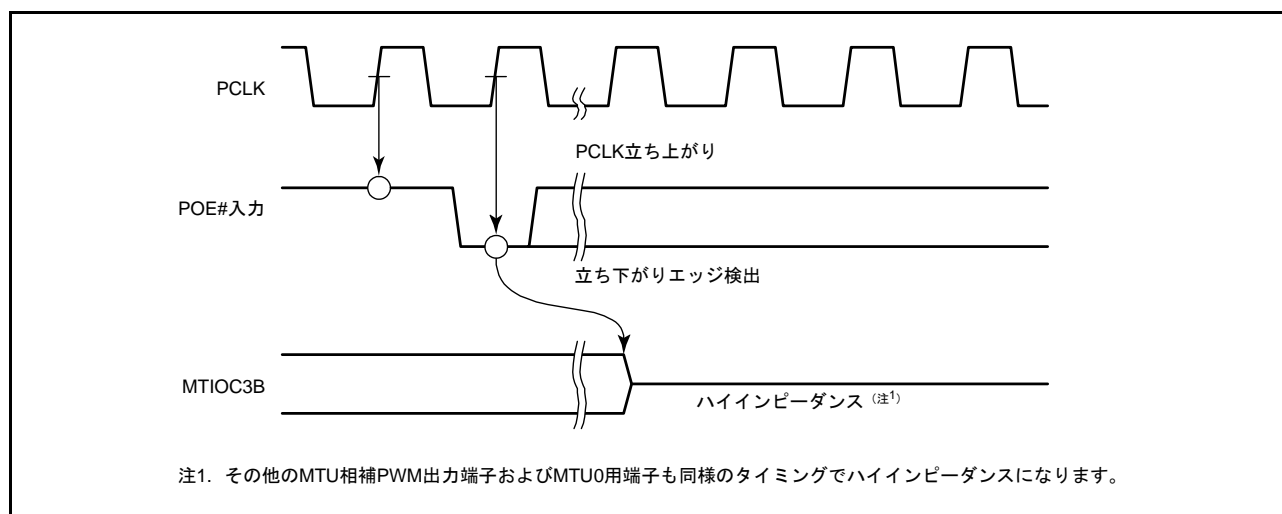 PCLK
PCLK立ち上がり
POE#入力
立ち下がりエッジ検出
MTIOC3B
ハイインピーダンス（注1）
注1. その他のMTU相補PWM出力端子およびMTU0用端子も同様のタイミングでハイインピーダンスになります。